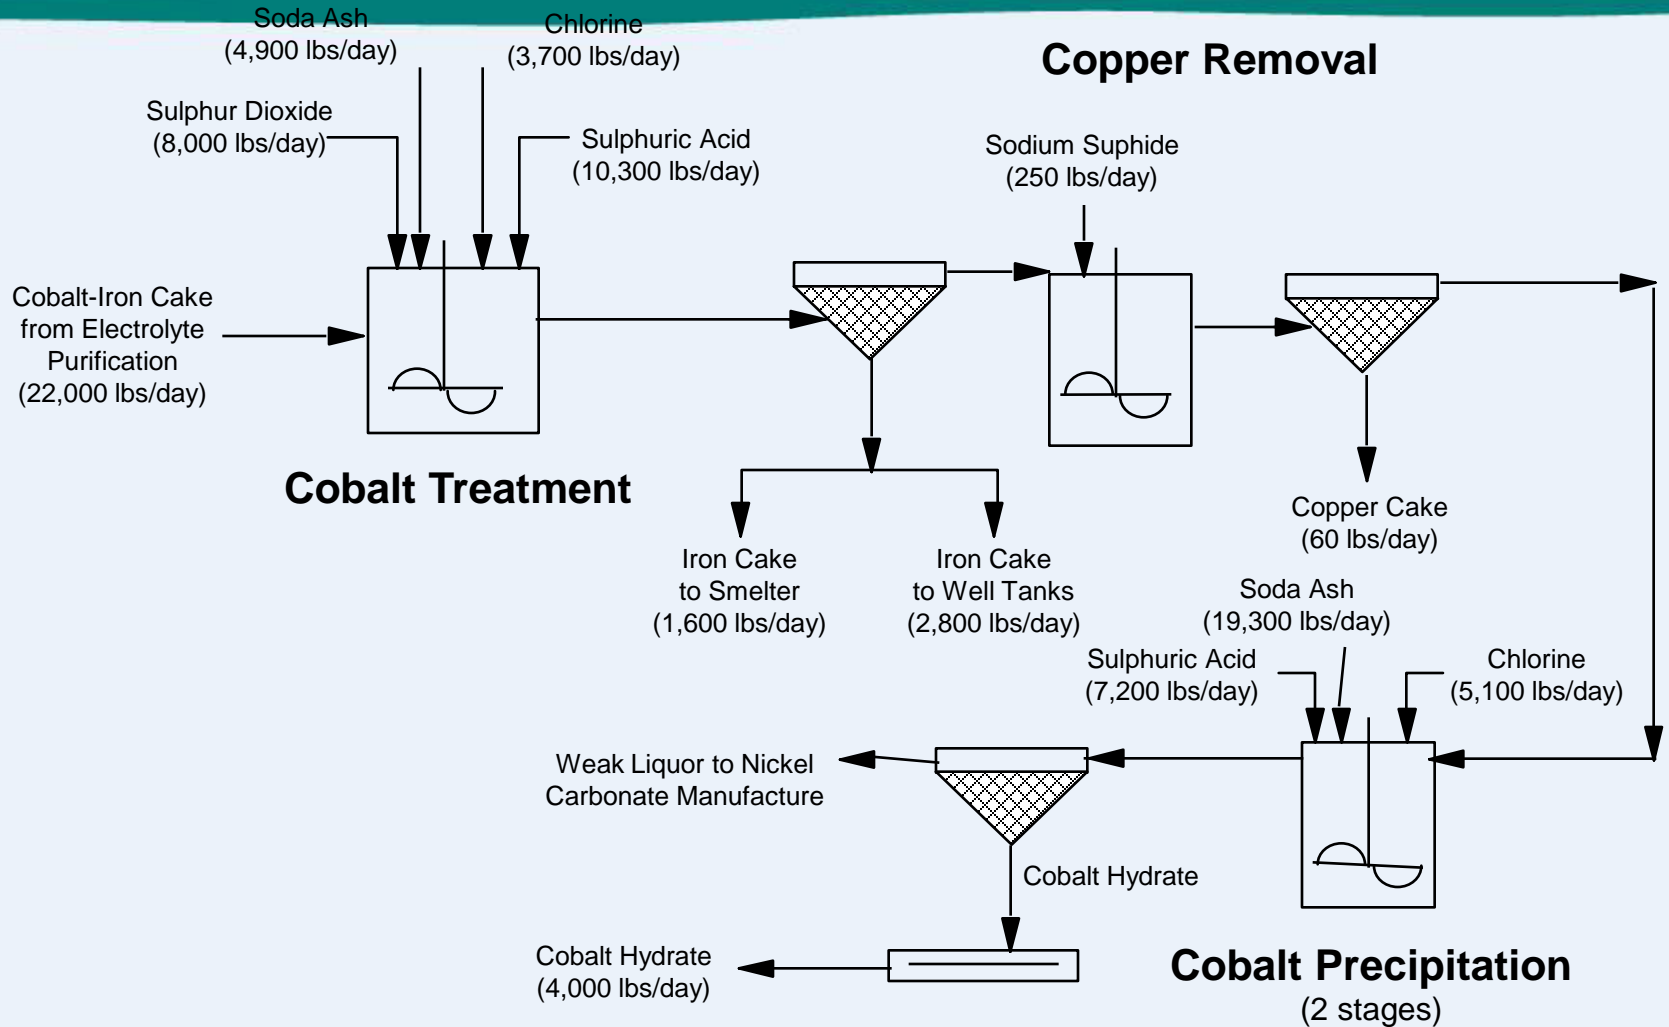 Soda Ash
(4,900 lbs/day)
Chlorine
(3,700 lbs/day)
Copper Removal
Sulphur Dioxide
(8,000 lbs/day)
Sulphuric Acid
(10,300 lbs/day)
Sodium Suphide
(250 lbs/day)
Cobalt-Iron Cake
from Electrolyte
Purification
(22,000 lbs/day)
Cobalt Treatment
Iron Cake
to Smelter
(1,600 lbs/day)
Iron Cake
to Well Tanks
(2,800 lbs/day)
Copper Cake
(60 lbs/day)
Soda Ash
(19,300 lbs/day)
Sulphuric Acid
(7,200 lbs/day)
Chlorine
(5,100 lbs/day)
Weak Liquor to Nickel
Carbonate Manufacture
Cobalt Hydrate
Cobalt Hydrate
(4,000 lbs/day)
Cobalt Precipitation
(2 stages)